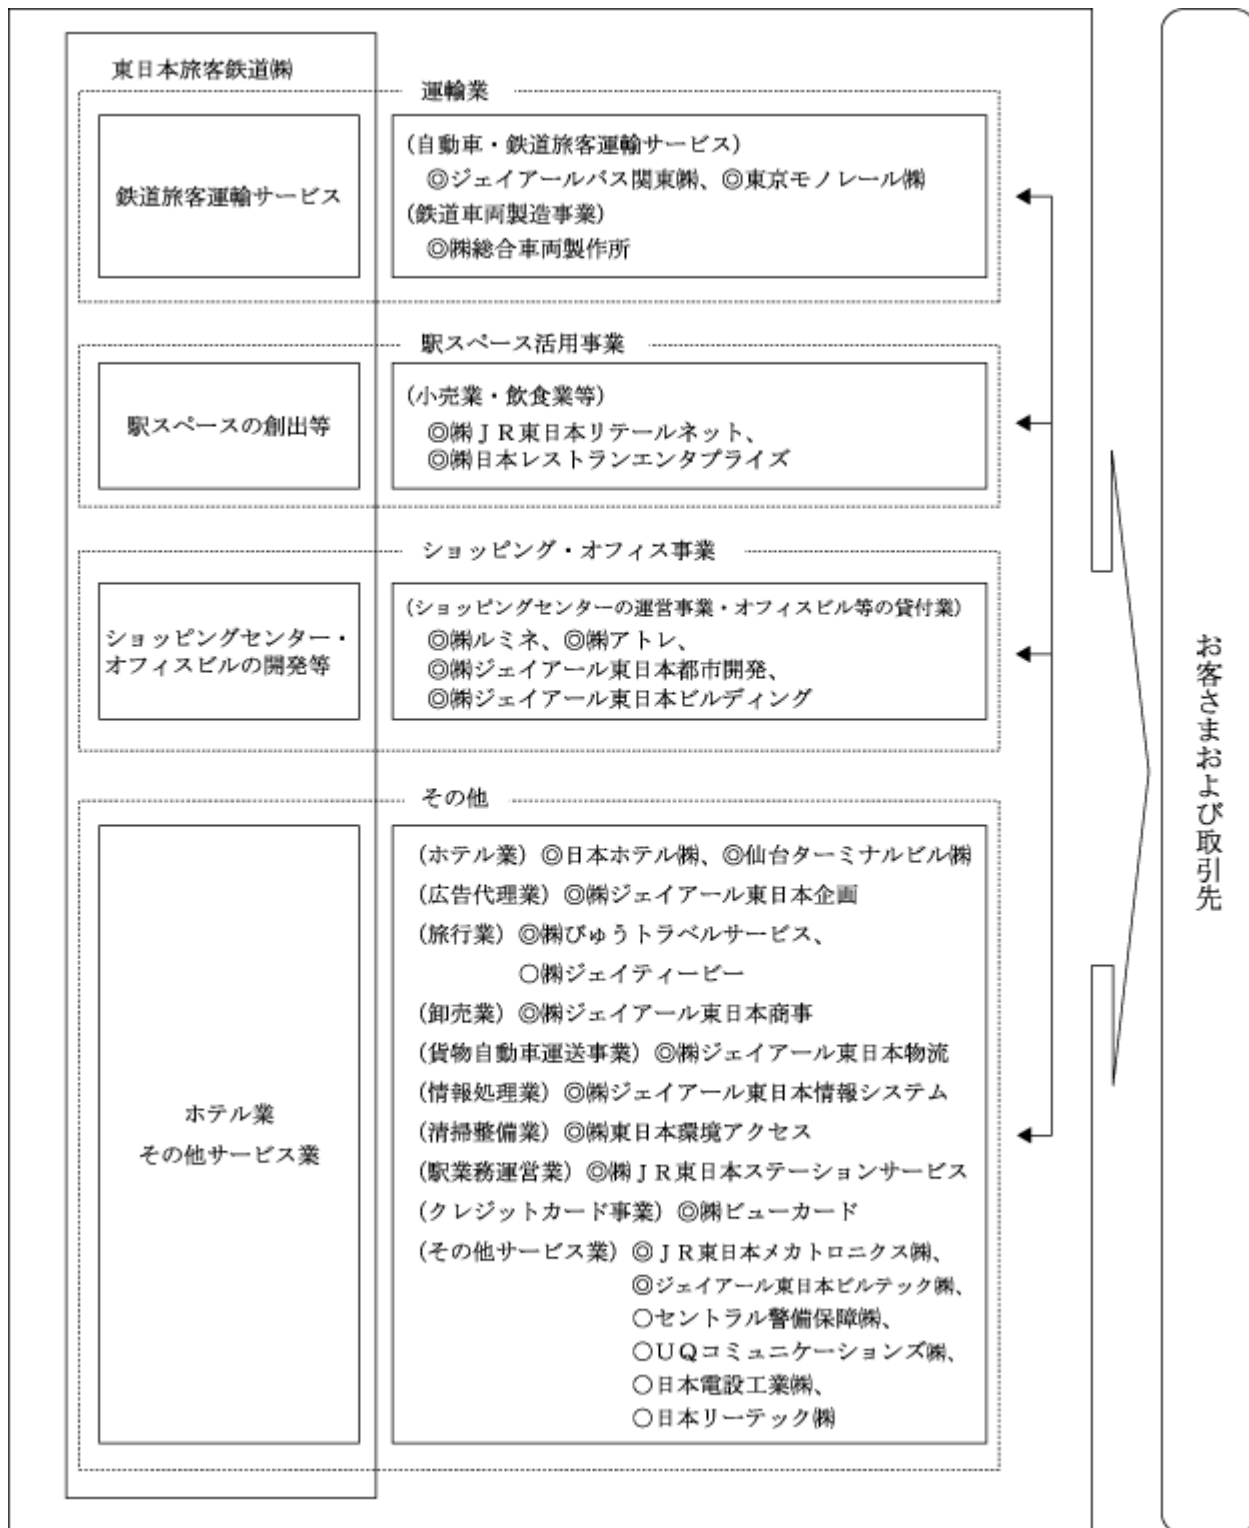 東日本旅客鉄道㈱
運輸業
鉄道旅客運輸サービス
(自動車・鉄道旅客運輸サービス)
◎ジェイアールバス関東㈱、◎東京モノレール㈱
(鉄道車両製造事業)
◎㈱総合車両製作所
駅スペース活用事業
駅スペースの創出等
(小売業・飲食業等)
◎㈱ＪＲ東日本リテールネット、
◎㈱日本レストランエンタプライズ
ショッピング・オフィス事業
ショッピングセンター・
オフィスビルの開発等
(ショッピングセンターの運営事業・オフィスビル等の貸付業)
◎㈱ルミネ、◎㈱アトレ、
◎㈱ジェイアール東日本都市開発、
◎㈱ジェイアール東日本ビルディング
その他
ホテル業
その他サービス業
(ホテル業) ◎日本ホテル㈱、◎仙台ターミナルビル㈱
(広告代理業) ◎㈱ジェイアール東日本企画
(旅行業) ◎㈱びゅうトラベルサービス、
○㈱ジェイティービー
(卸売業) ◎㈱ジェイアール東日本商事
(貨物自動車運送事業) ◎㈱ジェイアール東日本物流
(情報処理業) ◎㈱ジェイアール東日本情報システム
(清掃整備業) ◎㈱東日本環境アクセス
(駅業務運営業) ◎㈱ＪＲ東日本ステーションサービス
(クレジットカード事業) ◎㈱ビューカード
(その他サービス業) ◎ＪＲ東日本メカトロニクス㈱、
◎ジェイアール東日本ビルテック㈱、
○セントラル警備保障㈱、
○ＵＱコミュニケーションズ㈱、
○日本電設工業㈱、
○日本リーテック㈱
お客さまおよび取引先